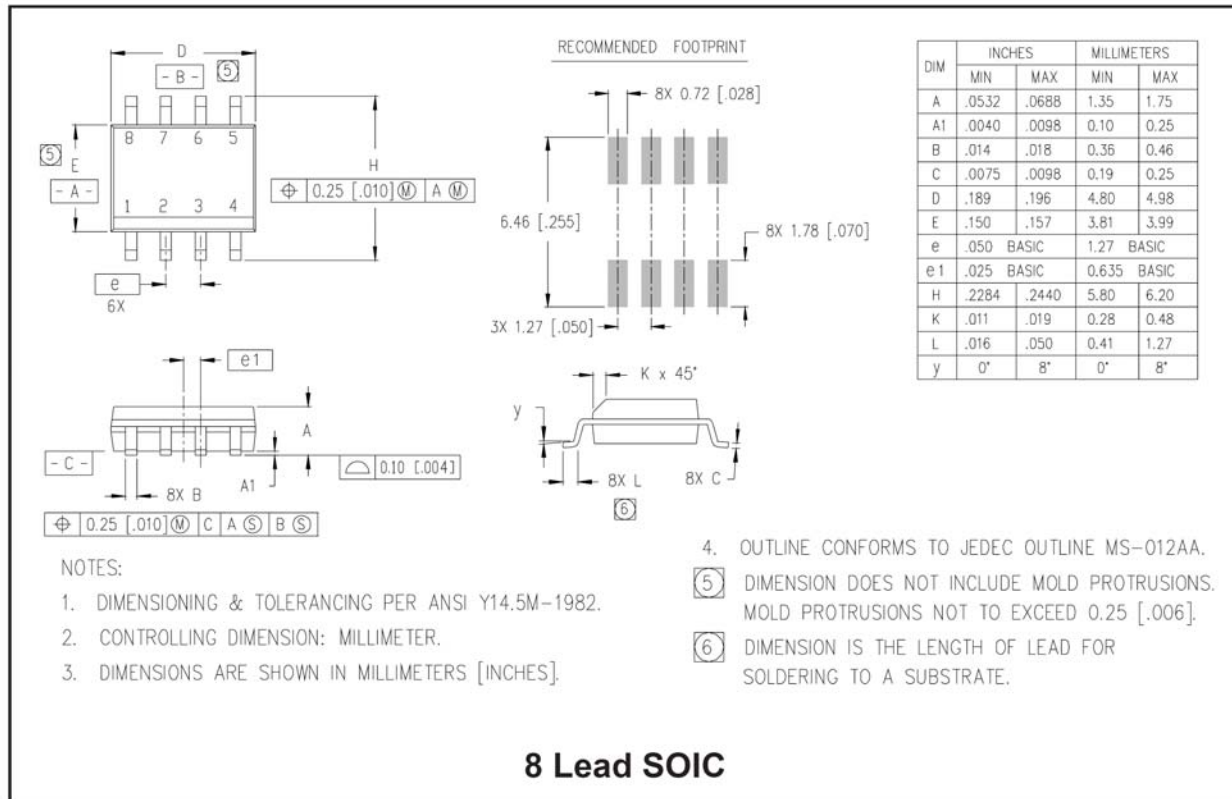 D
- B -
5
8 7 6 5
5
E
- A -
H
⌖ 0.25 [.010] Ⓜ A Ⓜ
1 2 3 4
e
6X
RECOMMENDED FOOTPRINT
8X 0.72 [.028]
6.46 [.255]
8X 1.78 [.070]
3X 1.27 [.050]
DIM INCHES MILLIMETERS
MIN MAX MIN MAX
A .0532 .0688 1.35 1.75
A1 .0040 .0098 0.10 0.25
B .014 .018 0.36 0.46
C .0075 .0098 0.19 0.25
D .189 .196 4.80 4.98
E .150 .157 3.81 3.99
e .050 BASIC 1.27 BASIC
e1 .025 BASIC 0.635 BASIC
H .2284 .2440 5.80 6.20
K .011 .019 0.28 0.48
L .016 .050 0.41 1.27
y 0° 8° 0° 8°
e1
A
- C -
8X B
A1
⌓ 0.10 [.004]
⌖ 0.25 [.010] Ⓜ C A Ⓢ B Ⓢ
K x 45°
y
8X L
8X C
6
NOTES:
1. DIMENSIONING & TOLERANCING PER ANSI Y14.5M-1982.
2. CONTROLLING DIMENSION: MILLIMETER.
3. DIMENSIONS ARE SHOWN IN MILLIMETERS [INCHES].
4. OUTLINE CONFORMS TO JEDEC OUTLINE MS-012AA.
5 DIMENSION DOES NOT INCLUDE MOLD PROTRUSIONS.
MOLD PROTRUSIONS NOT TO EXCEED 0.25 [.006].
6 DIMENSION IS THE LENGTH OF LEAD FOR
SOLDERING TO A SUBSTRATE.
8 Lead SOIC